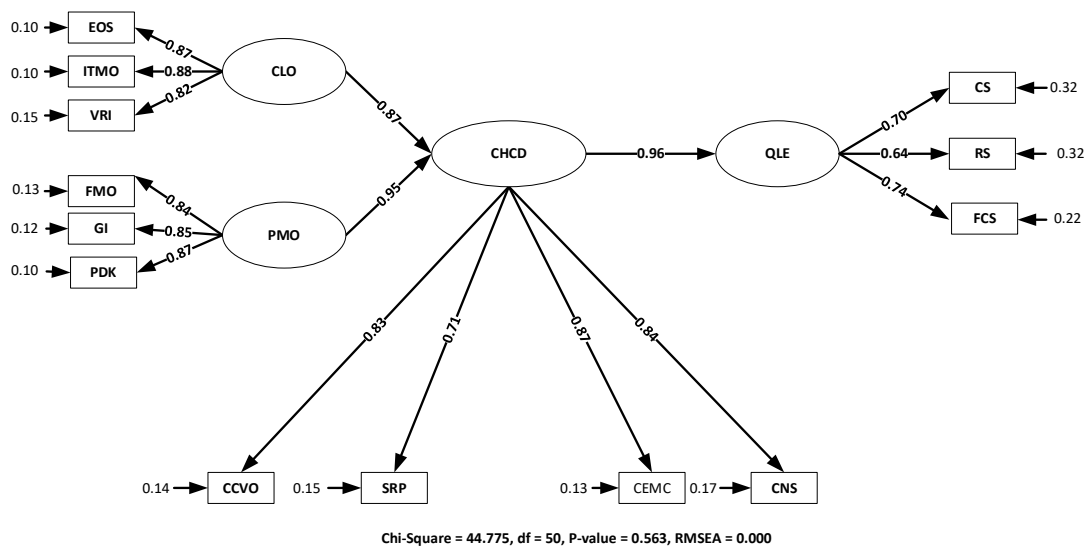 0.10
EOS
0.87
0.10
ITMO
0.88
CLO
0.15
VRI
0.82
0.87
0.13
FMO
0.84
0.12
GI
0.85
PMO
0.10
PDK
0.87
0.95
CHCD
0.96
QLE
0.70
CS
0.32
0.64
RS
0.32
0.74
FCS
0.22
0.83
0.71
0.87
0.84
0.14
CCVO
0.15
SRP
0.13
CEMC
0.17
CNS
Chi-Square = 44.775, df = 50, P-value = 0.563, RMSEA = 0.000